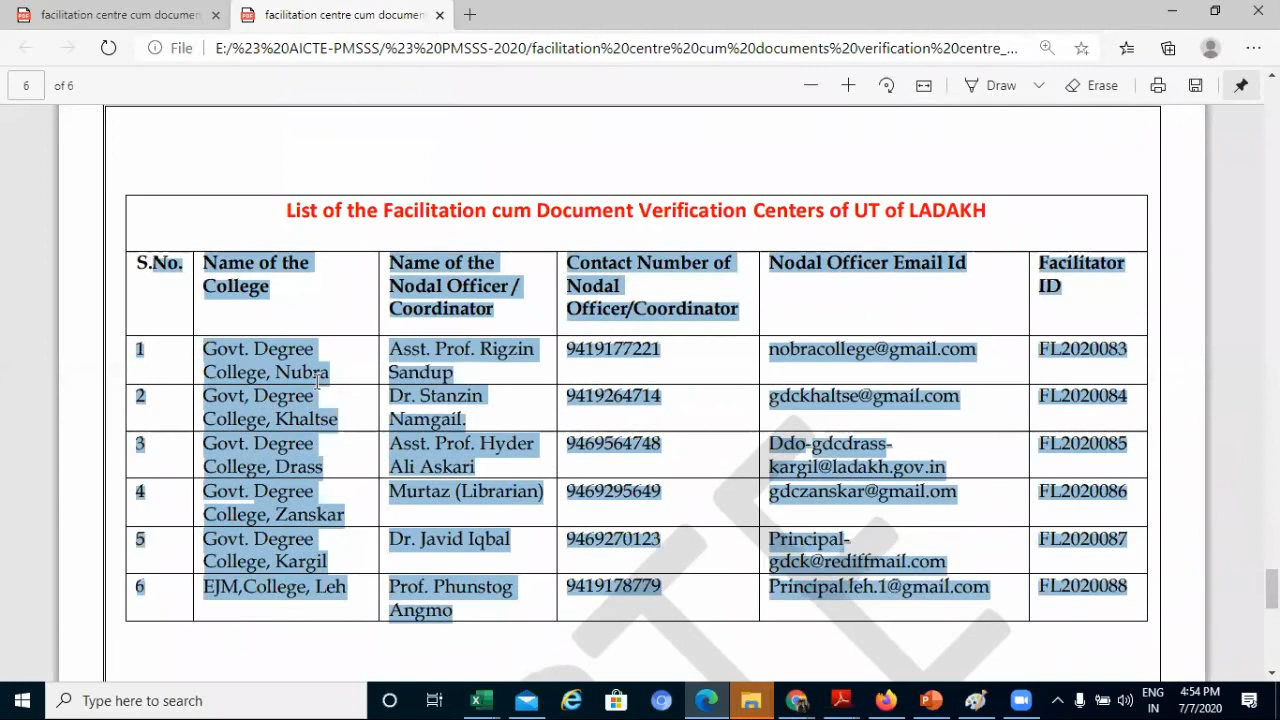 facilitation centre cum document
facilitation centre cum documen
File E:/%23%20AICTE-PMSSS/%23%20PMSSS-2020/facilitation%20centre%20cum%20documents%20verification%20centre_...
6 of 6 Draw Erase
List of the Facilitation cum Document Verification Centers of UT of LADAKH
S.No. Name of the Name of the Contact Number of Nodal Officer Email Id Facilitator
College Nodal Officer / Nodal ID
Coordinator Officer/Coordinator
1 Govt. Degree Asst. Prof. Rigzin 9419177221 nobracollege@gmail.com FL2020083
College, Nubra Sandup
2 Govt, Degree Dr. Stanzin 9419264714 gdckhaltse@gmail.com FL2020084
College, Khaltse Namgail.
3 Govt. Degree Asst. Prof. Hyder 9469564748 Ddo-gdcdrass- FL2020085
College, Drass Ali Askari kargil@ladakh.gov.in
4 Govt. Degree Murtaz (Librarian) 9469295649 gdczanskar@gmail.om FL2020086
College, Zanskar
5 Govt. Degree Dr. Javid Iqbal 9469270123 Principal- FL2020087
College, Kargil gdck@rediffmail.com
6 EJM,College, Leh Prof. Phunstog 9419178779 Principal.leh.1@gmail.com FL2020088
Angmo
TE
Type here to search
ENG 4:54 PM
IN 7/7/2020